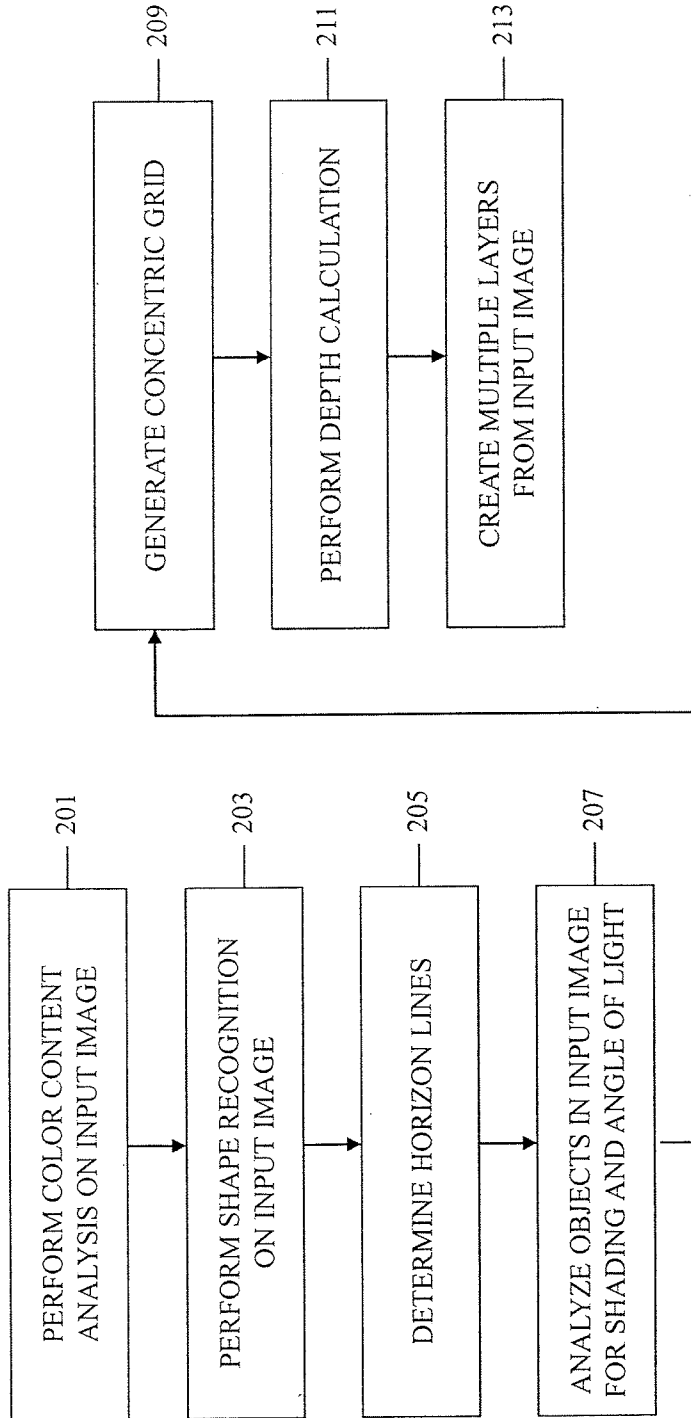 PERFORM COLOR CONTENT
ANALYSIS ON INPUT IMAGE
201
PERFORM SHAPE RECOGNITION
ON INPUT IMAGE
203
DETERMINE HORIZON LINES
205
ANALYZE OBJECTS IN INPUT IMAGE
FOR SHADING AND ANGLE OF LIGHT
207
GENERATE CONCENTRIC GRID
209
PERFORM DEPTH CALCULATION
211
CREATE MULTIPLE LAYERS
FROM INPUT IMAGE
213